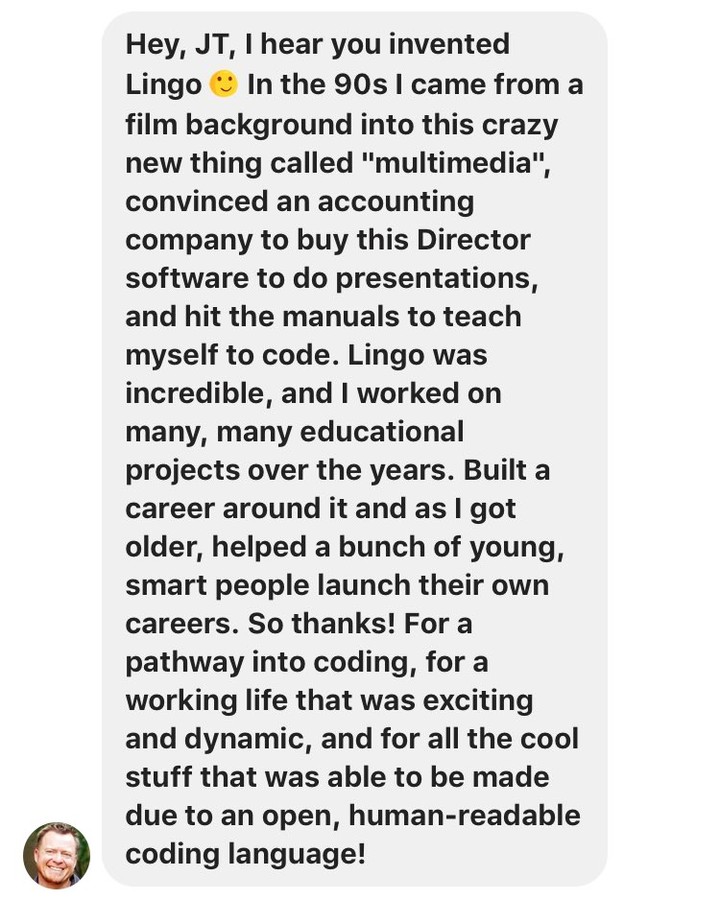 Hey, JT, I hear you invented
Lingo 🙂 In the 90s I came from a
film background into this crazy
new thing called "multimedia",
convinced an accounting
company to buy this Director
software to do presentations,
and hit the manuals to teach
myself to code. Lingo was
incredible, and I worked on
many, many educational
projects over the years. Built a
career around it and as I got
older, helped a bunch of young,
smart people launch their own
careers. So thanks! For a
pathway into coding, for a
working life that was exciting
and dynamic, and for all the cool
stuff that was able to be made
due to an open, human-readable
coding language!